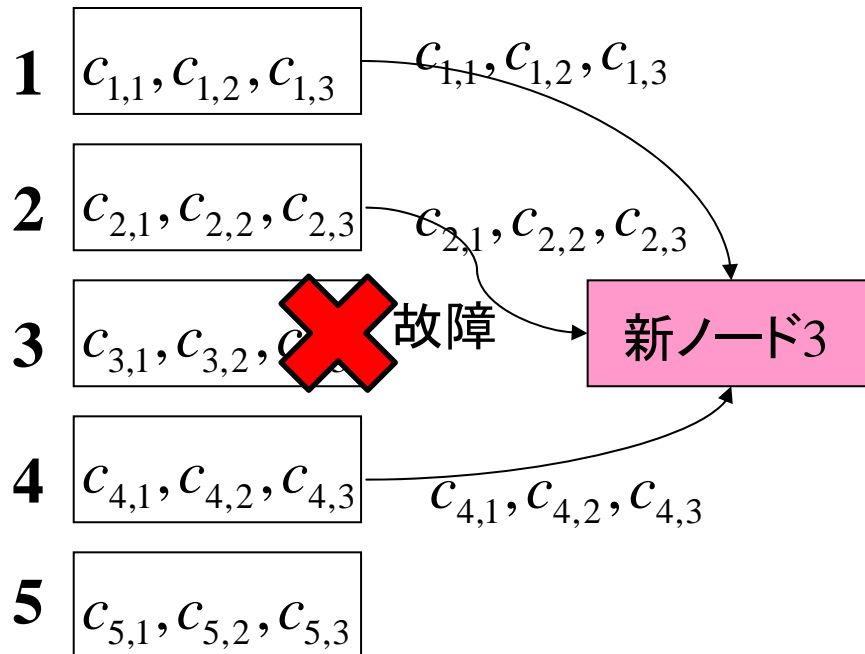 1 c1,1, c1,2, c1,3 c1,1, c1,2, c1,3
2 c2,1, c2,2, c2,3 c2,1, c2,2, c2,3
3 c3,1, c3,2, c 故障 新ノード3
4 c4,1, c4,2, c4,3 c4,1, c4,2, c4,3
5 c5,1, c5,2, c5,3